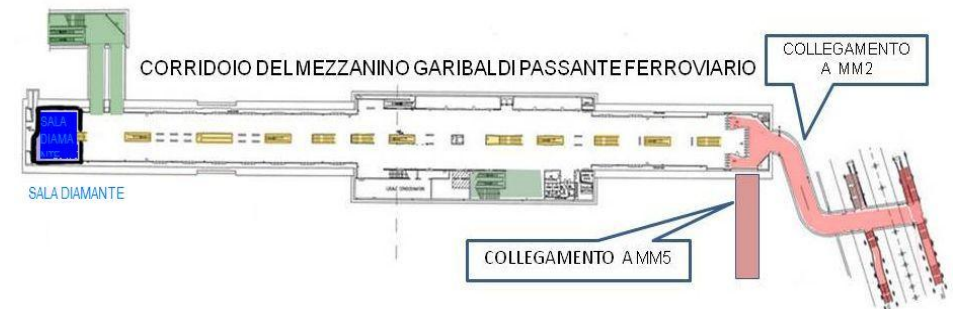 COLLEGAMENTO
A MM2
CORRIDOIO DEL MEZZANINO GARIBALDI PASSANTE FERROVIARIO
SALA
DIAMA
NTE
SALA DIAMANTE
COLLEGAMENTO A MM5